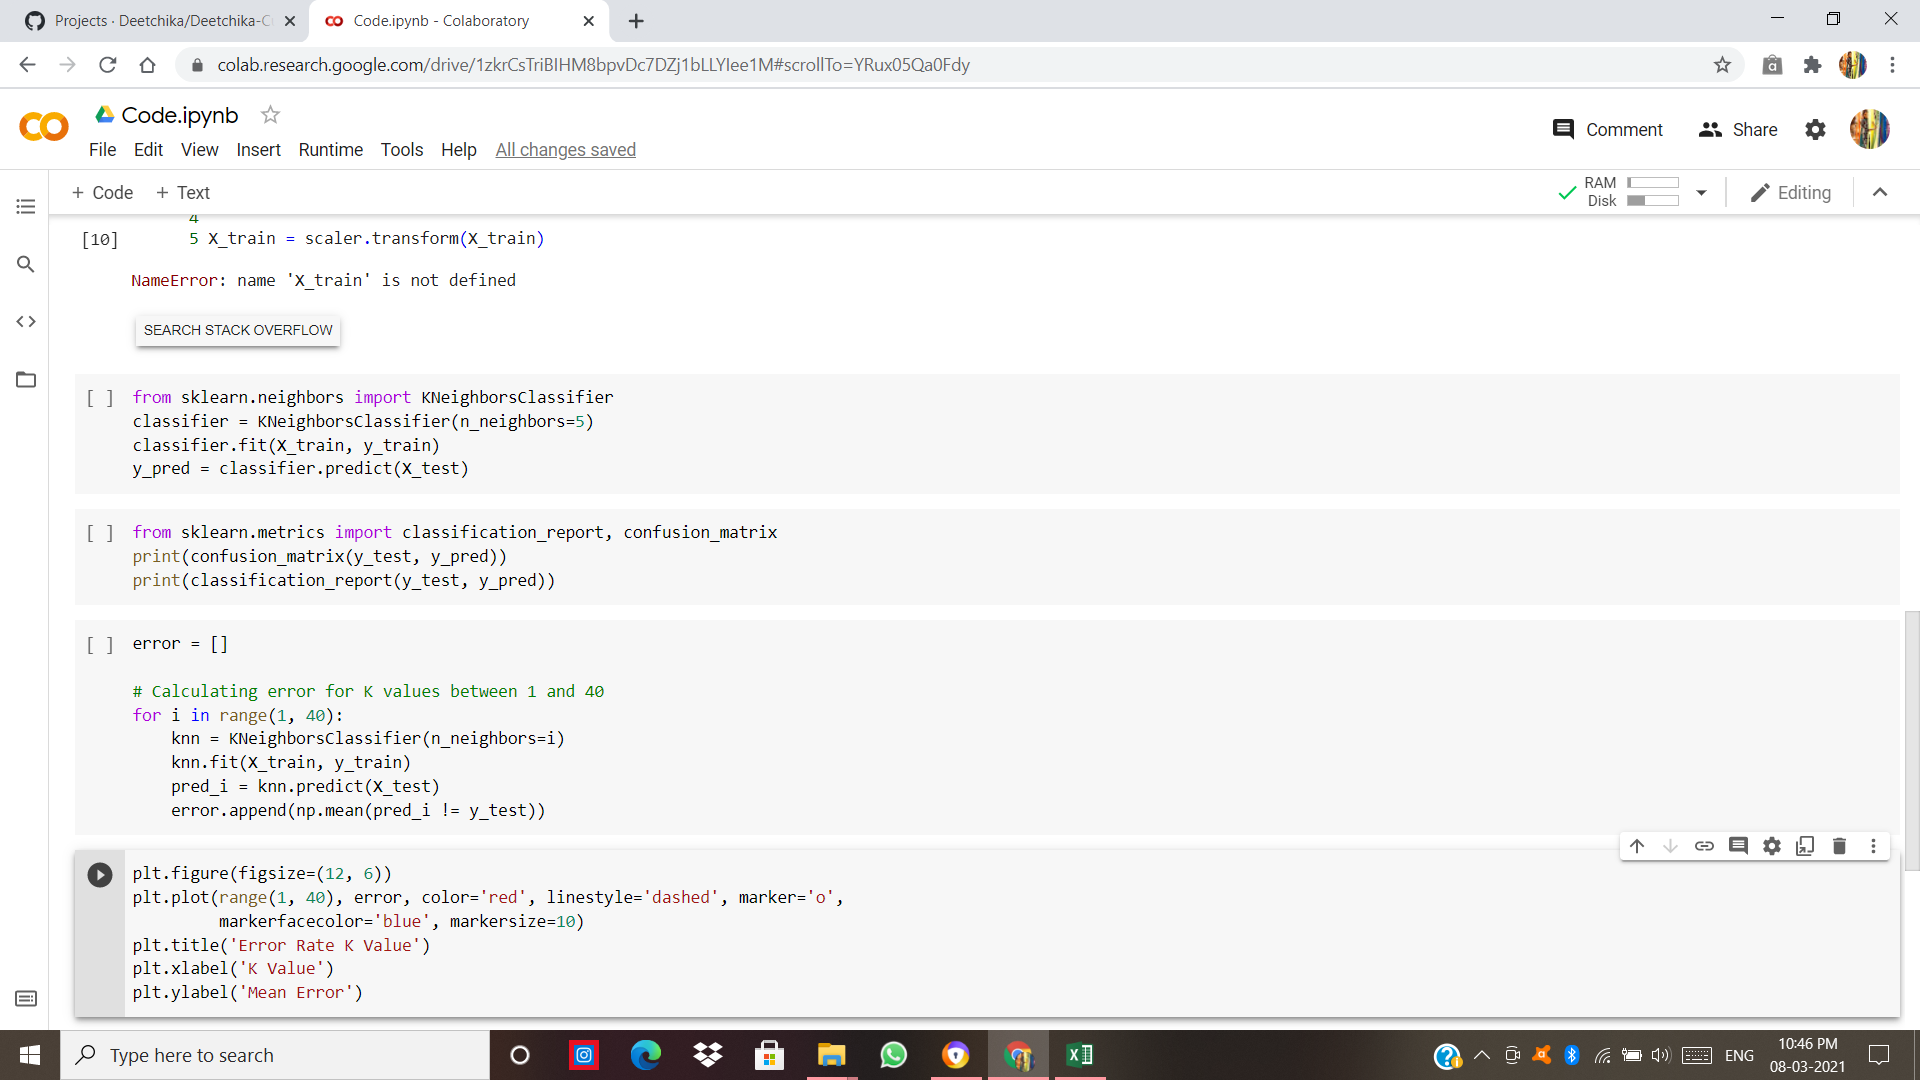 Projects · Deetchika/Deetchika-C
Code.ipynb - Colaboratory
colab.research.google.com/drive/1zkrCsTriBIHM8bpvDc7DZj1bLLYIee1M#scrollTo=YRux05Qa0Fdy
Code.ipynb
Comment Share
File Edit View Insert Runtime Tools Help All changes saved
+ Code + Text
RAM
Disk
Editing
4
[10] 5 X_train = scaler.transform(X_train)
NameError: name 'X_train' is not defined
SEARCH STACK OVERFLOW
[ ] from sklearn.neighbors import KNeighborsClassifier
classifier = KNeighborsClassifier(n_neighbors=5)
classifier.fit(X_train, y_train)
y_pred = classifier.predict(X_test)
[ ] from sklearn.metrics import classification_report, confusion_matrix
print(confusion_matrix(y_test, y_pred))
print(classification_report(y_test, y_pred))
[ ] error = []
# Calculating error for K values between 1 and 40
for i in range(1, 40):
knn = KNeighborsClassifier(n_neighbors=i)
knn.fit(X_train, y_train)
pred_i = knn.predict(X_test)
error.append(np.mean(pred_i != y_test))
plt.figure(figsize=(12, 6))
plt.plot(range(1, 40), error, color='red', linestyle='dashed', marker='o',
markerfacecolor='blue', markersize=10)
plt.title('Error Rate K Value')
plt.xlabel('K Value')
plt.ylabel('Mean Error')
Type here to search
ENG
10:46 PM
08-03-2021